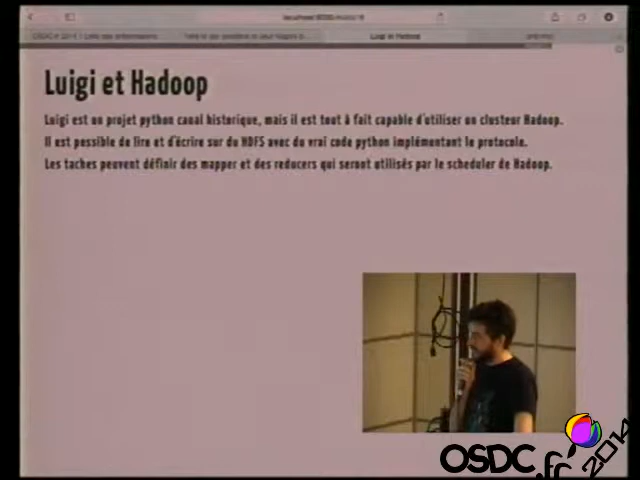 Luigi et Hadoop
Luigi et Hadoop
Luigi est un projet python canal historique, mais il est tout à fait capable d'utiliser un clusteur Hadoop.
Il est possible de lire et d'écrire sur du HDFS avec du vrai code python implémentant le protocole.
Les taches peuvent définir des mapper et des reducers qui seront utilisés par le scheduler de Hadoop.
OSDC.fr 2014